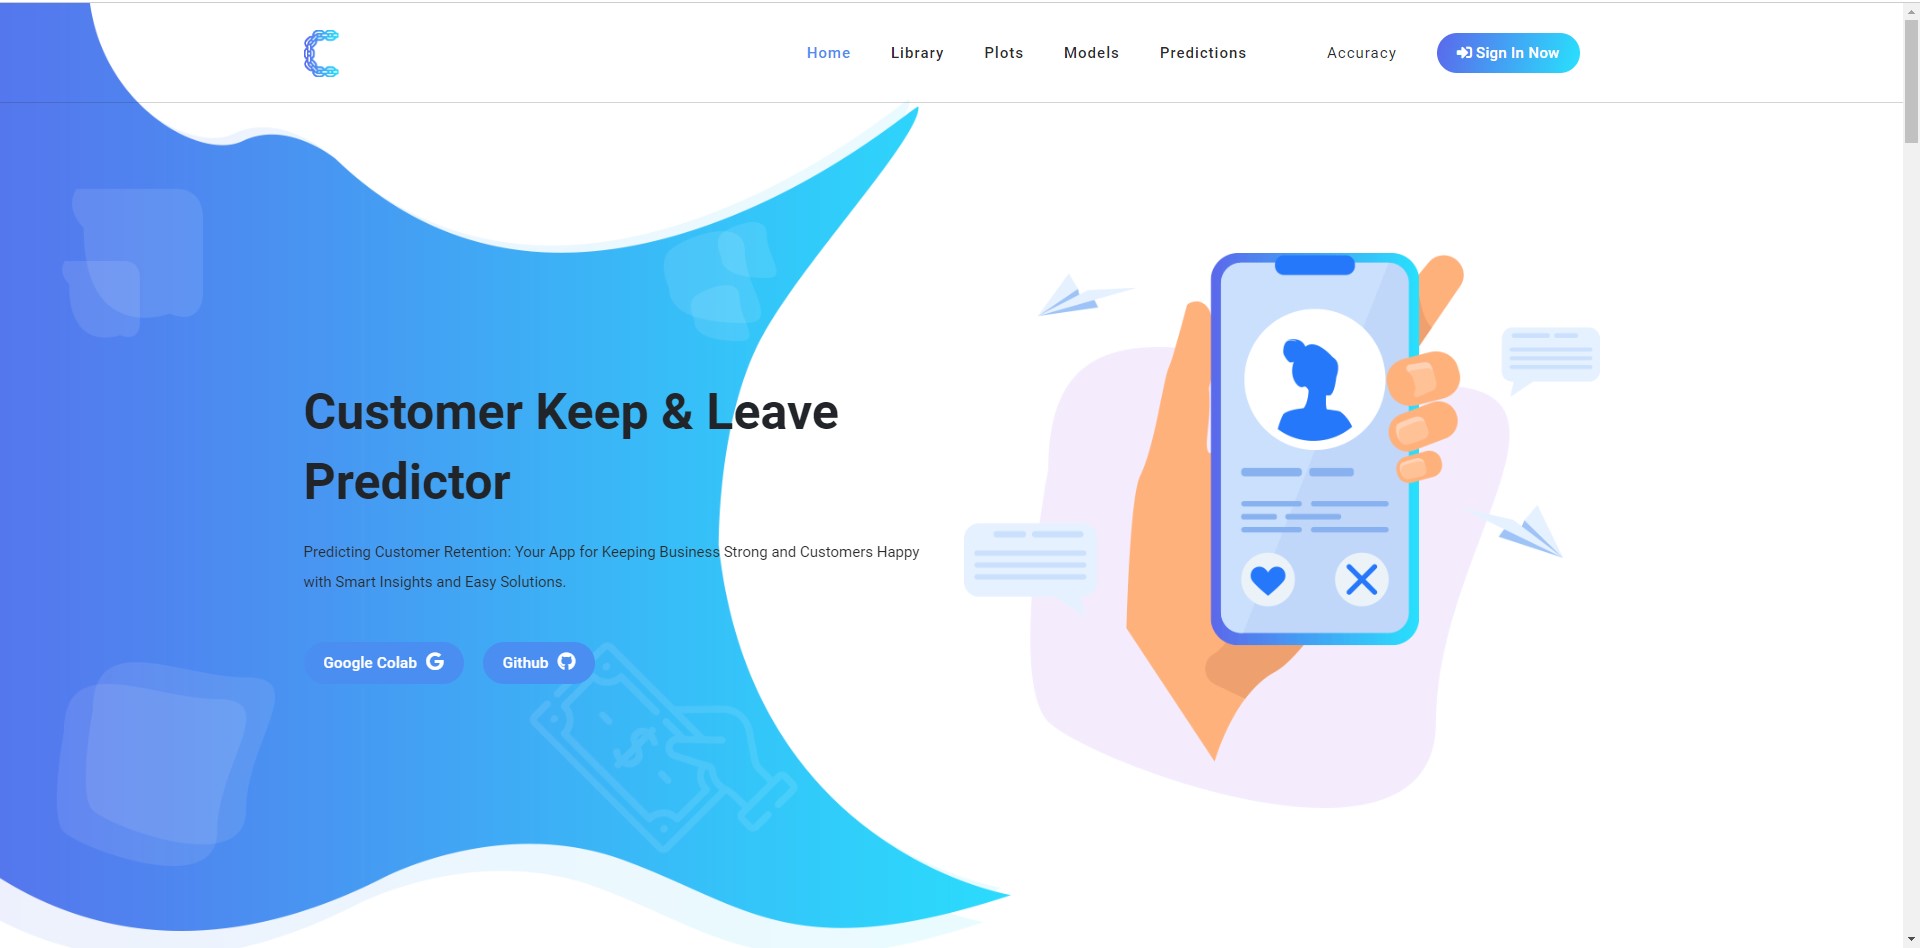 Home Library Plots Models Predictions Accuracy Sign In Now
Customer Keep & Leave
Predictor
Predicting Customer Retention: Your App for Keeping Business Strong and Customers Happy
with Smart Insights and Easy Solutions.
Google Colab Github